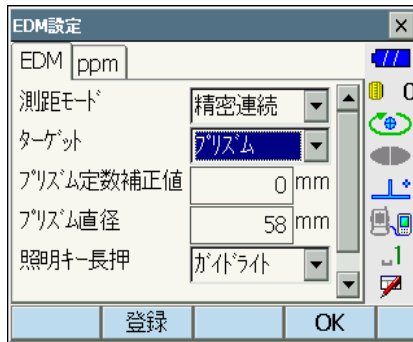 EDM設定
EDM ppm
測距モード 精密連続
ターゲット プリズム
プリズム定数補正値 0 mm
プリズム直径 58 mm
照明キー長押 ガイドライト
登録 OK
0
1